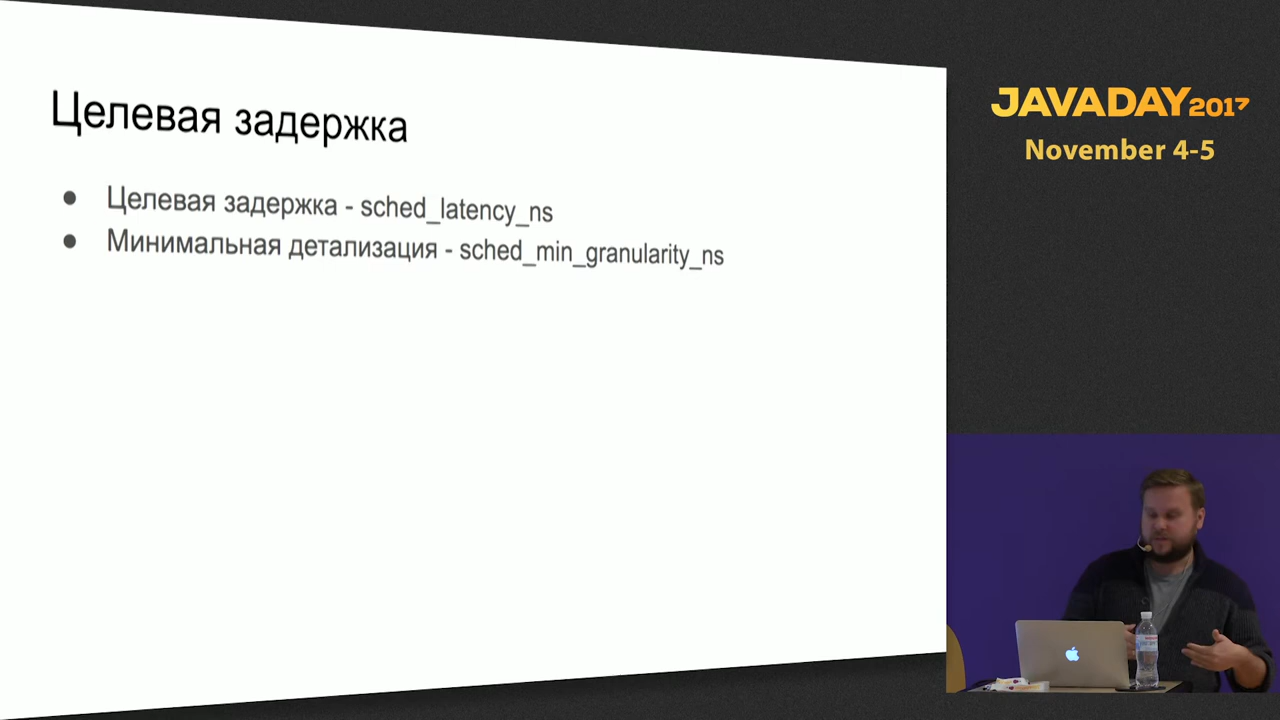 Целевая задержка
● Целевая задержка - sched_latency_ns
● Минимальная детализация - sched_min_granularity_ns
JAVADAY2017
November 4-5